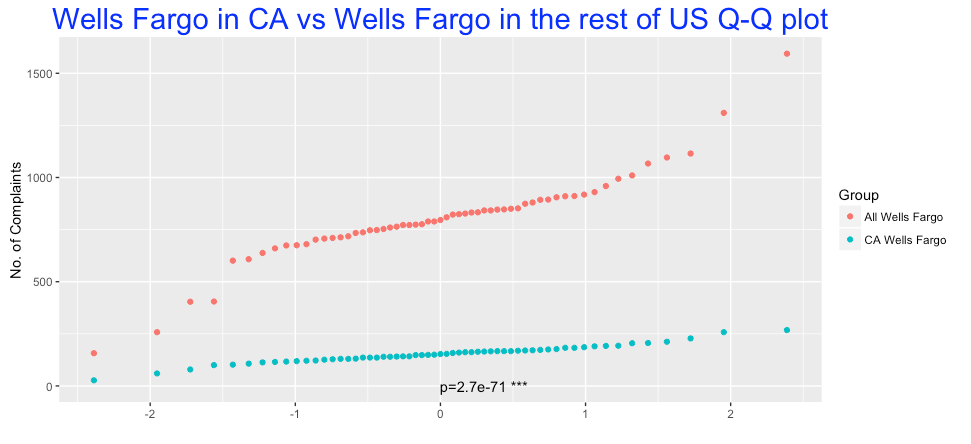 Wells Fargo in CA vs Wells Fargo in the rest of US Q-Q plot
No. of Complaints
1500
1000
500
0
p=2.7e-71 ***
-2
-1
0
1
2
Group
All Wells Fargo
CA Wells Fargo